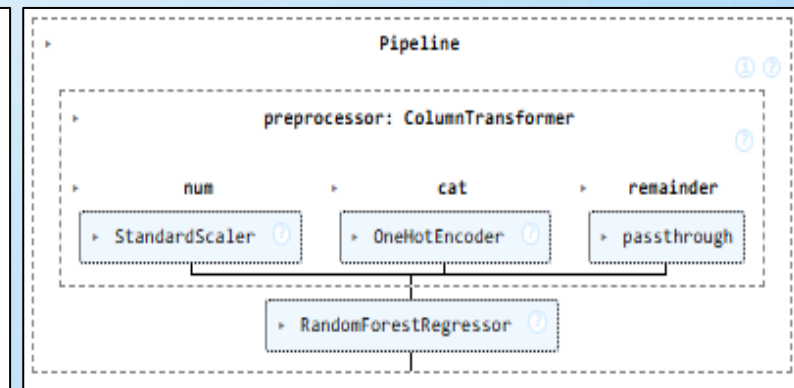 Pipeline
i ?
preprocessor: ColumnTransformer
?
num cat remainder
StandardScaler ? OneHotEncoder ? passthrough
RandomForestRegressor ?